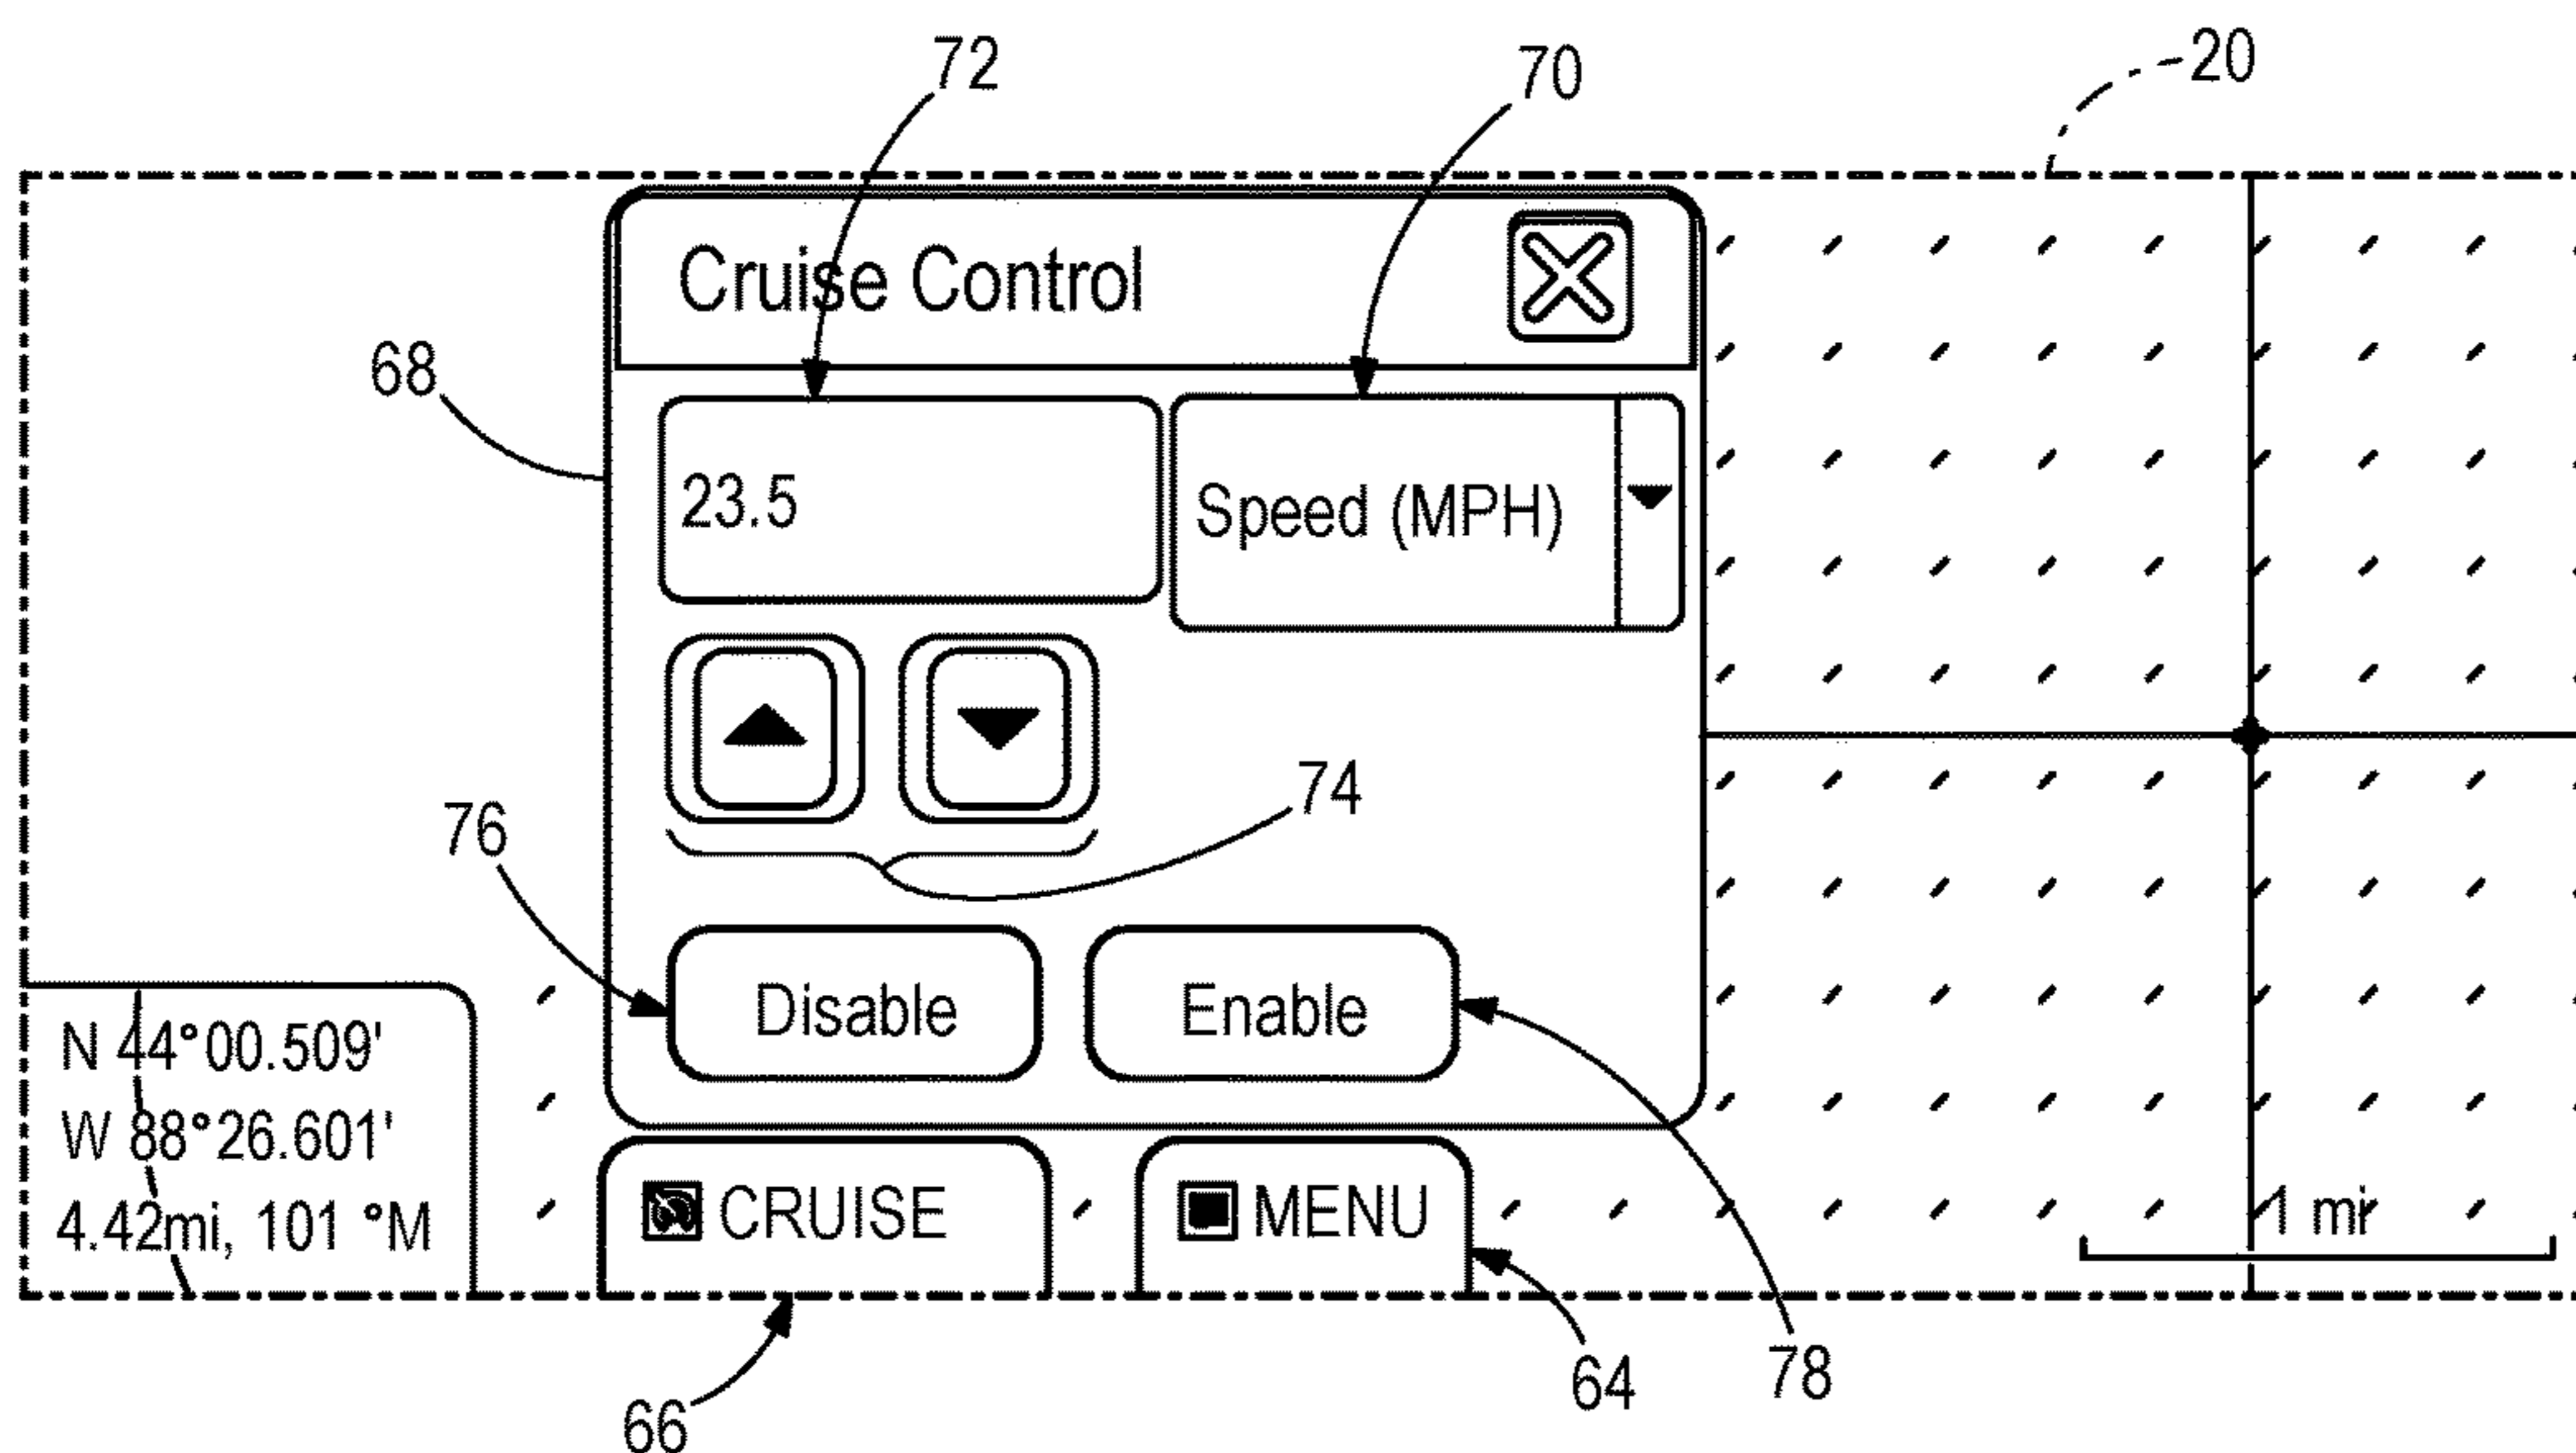 72
70
20
Cruise Control
68
23.5
Speed (MPH)
74
76
Disable
Enable
N 44°00.509'
W 88°26.601'
4.42mi, 101 °M
CRUISE
MENU
1 mi
66
64
78